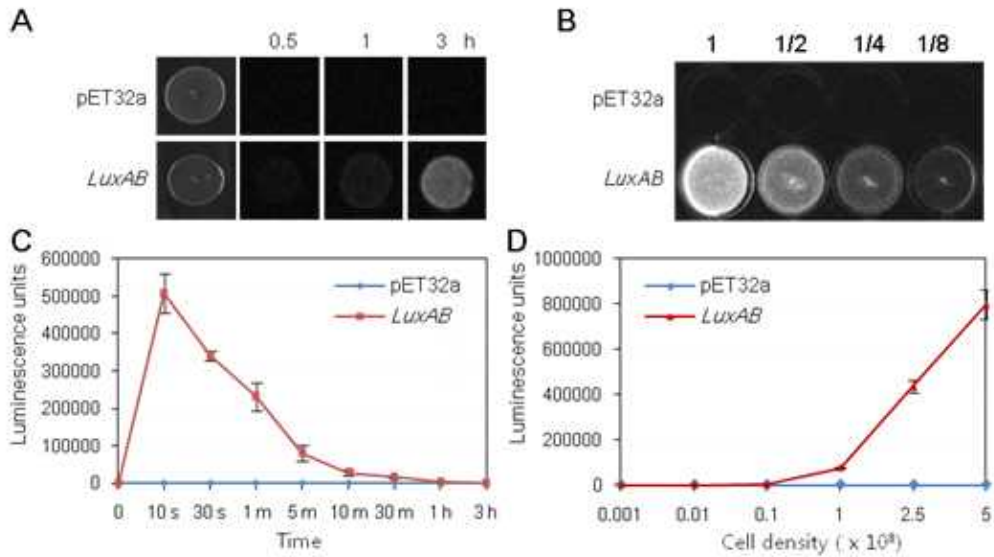 A
0.5 1 3 h
pET32a
LuxAB
B
1 1/2 1/4 1/8
pET32a
LuxAB
C
Luminescence units
600000
500000
400000
300000
200000
100000
0
pET32a
LuxAB
0 10 s 30 s 1 m 5 m 10 m 30 m 1 h 3 h
Time
D
Luminescence units
1000000
800000
600000
400000
200000
0
pET32a
LuxAB
0.001 0.01 0.1 1 2.5 5
Cell density ( x 10⁸)